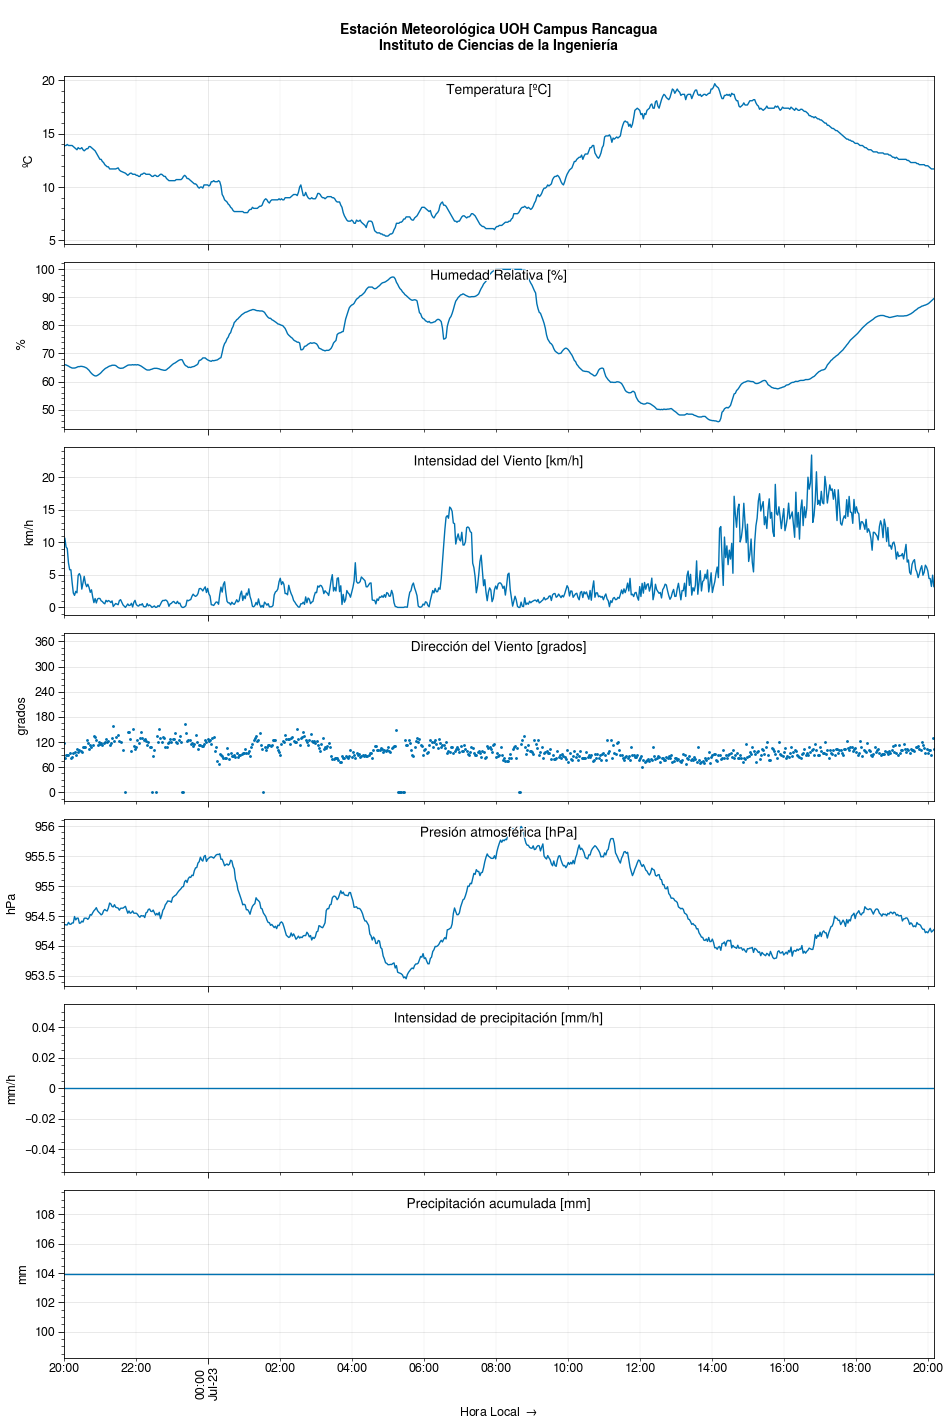 Estación Meteorológica UOH Campus Rancagua
Instituto de Ciencias de la Ingeniería
Temperatura [ºC]
20
15
10
5
ºC
Humedad Relativa [%]
100
90
80
70
60
50
%
Intensidad del Viento [km/h]
20
15
10
5
0
km/h
Dirección del Viento [grados]
360
300
240
180
120
60
0
grados
Presión atmosférica [hPa]
956
955.5
955
954.5
954
953.5
hPa
Intensidad de precipitación [mm/h]
0.04
0.02
0
−0.02
−0.04
mm/h
Precipitación acumulada [mm]
108
106
104
102
100
mm
20:00 22:00 00:00 02:00 04:00 06:00 08:00 10:00 12:00 14:00 16:00 18:00 20:00
Jul-23
Hora Local →